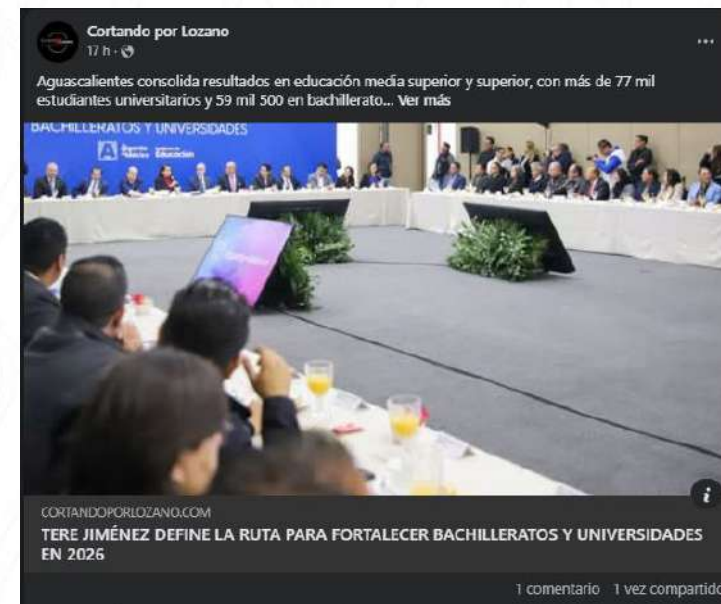 Cortando por Lozano
17 h ·
Aguascalientes consolida resultados en educación media superior y superior, con más de 77 mil
estudiantes universitarios y 59 mil 500 en bachillerato... Ver más
BACHILLERATOS Y UNIVERSIDADES
Educación
CORTANDOPORLOZANO.COM
TERE JIMÉNEZ DEFINE LA RUTA PARA FORTALECER BACHILLERATOS Y UNIVERSIDADES
EN 2026
1 comentario 1 vez compartido